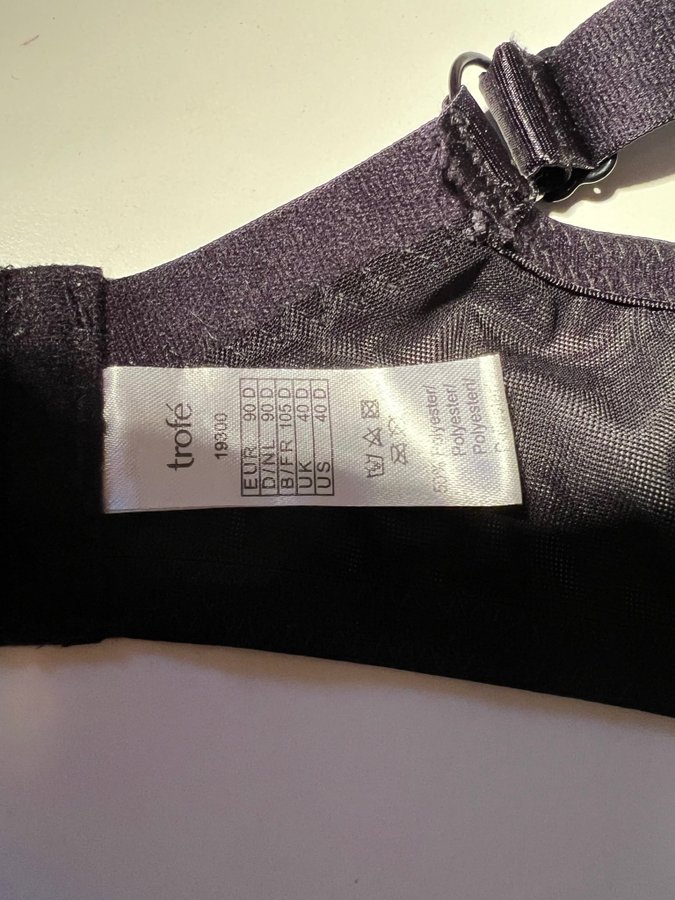 trofé
19300
EUR 90 D
D/NL 90 D
B/FR 105 D
UK 40 D
US 40 D
Polyester/
Polyester/
Polyester/